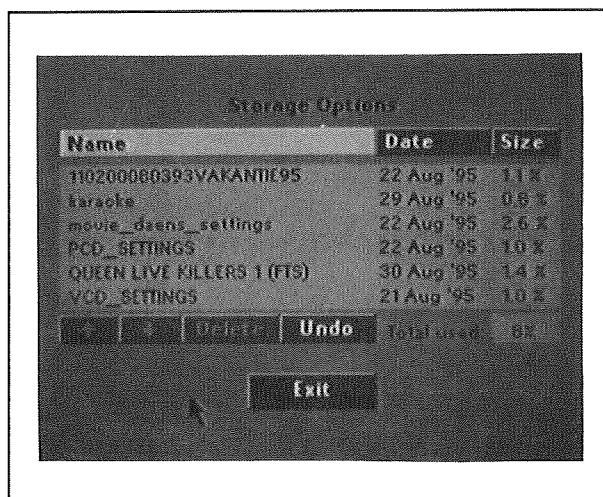 Storage Options
Name Date Size
110200080393VAKANTIE95 22 Aug '95 1.1 %
karaoke 29 Aug '95 0.8 %
movie_daens_settings 22 Aug '95 2.6 %
PCD_SETTINGS 22 Aug '95 1.0 %
QUEEN LIVE KILLERS 1 (FTS) 30 Aug '95 1.4 %
VCD_SETTINGS 21 Aug '95 1.0 %
Delete Undo Total used 8%
Exit